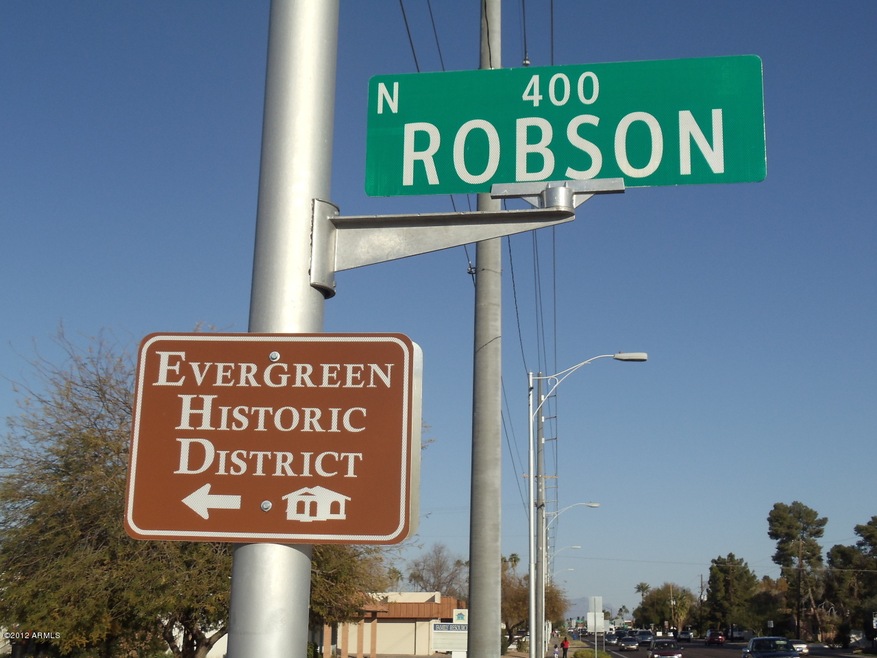 N 400
ROBSON
EVERGREEN
HISTORIC
DISTRICT
©2012 ARMLS